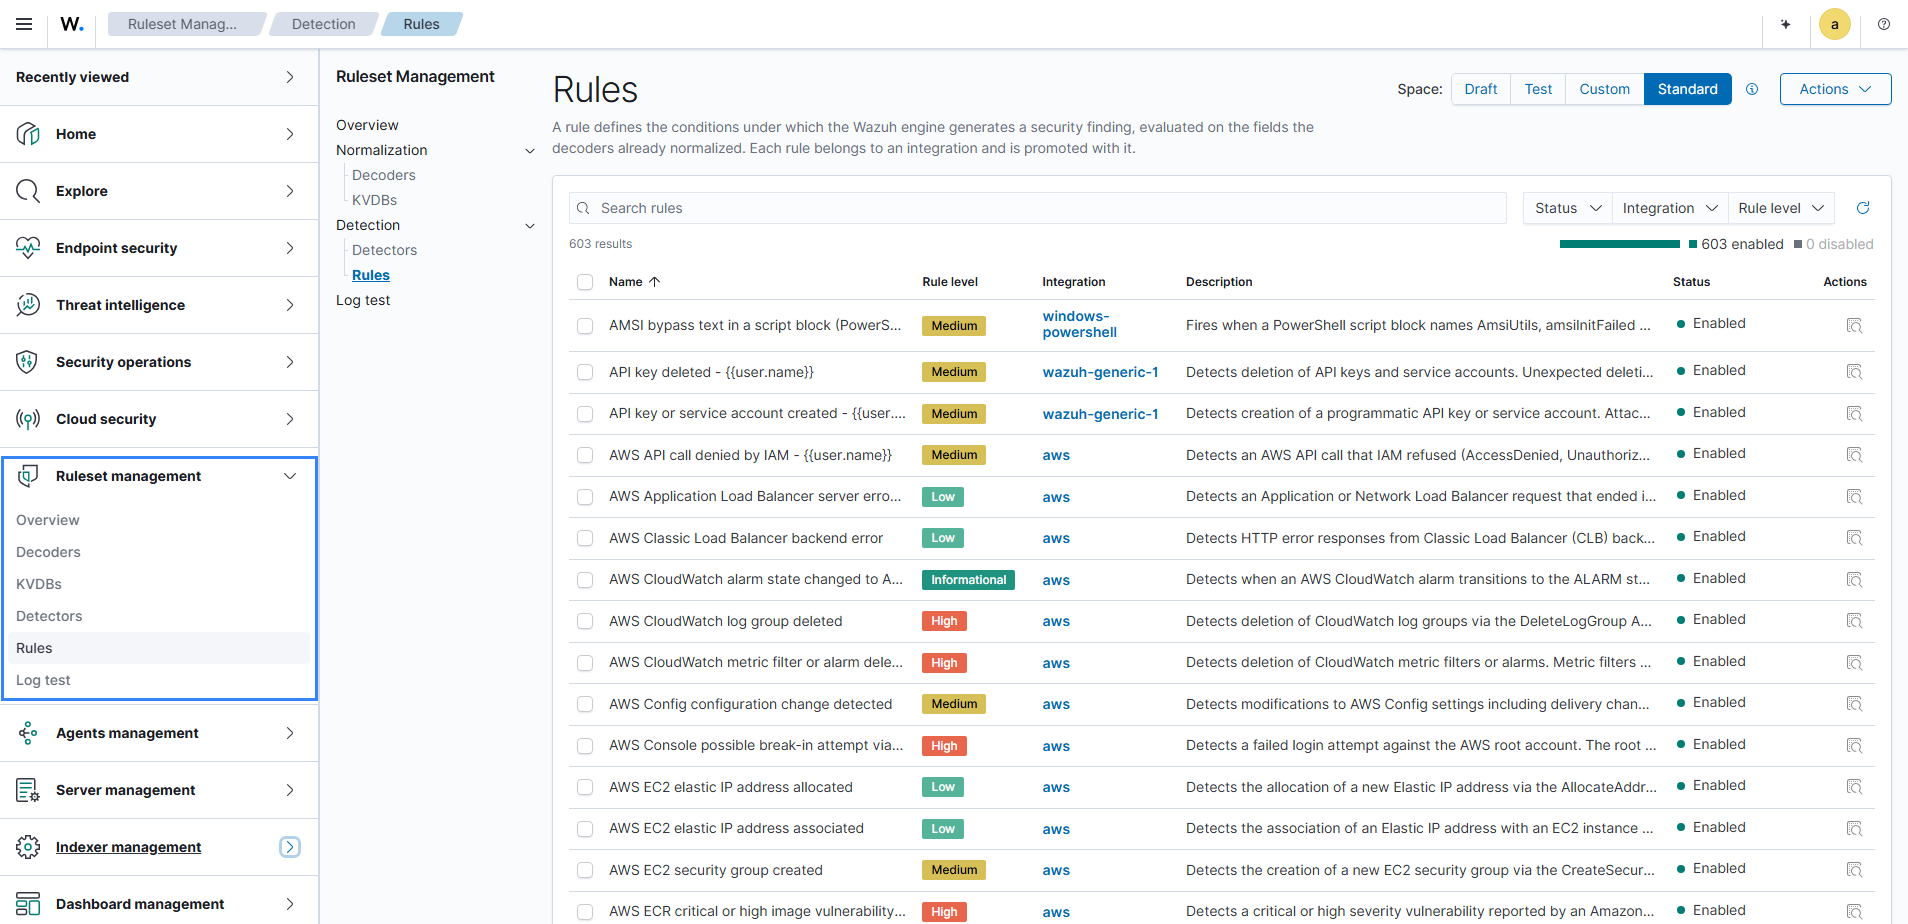 W.
Ruleset Manag...
Detection
Rules
a
Recently viewed
Home
Explore
Endpoint security
Threat intelligence
Security operations
Cloud security
Ruleset management
Overview
Decoders
KVDBs
Detectors
Rules
Log test
Agents management
Server management
Indexer management
Dashboard management
Ruleset Management
Overview
Normalization
Decoders
KVDBs
Detection
Detectors
Rules
Log test
Rules
Space: Draft Test Custom Standard Actions
A rule defines the conditions under which the Wazuh engine generates a security finding, evaluated on the fields the
decoders already normalized. Each rule belongs to an integration and is promoted with it.
Search rules Status Integration Rule level
603 results 603 enabled 0 disabled
Name Rule level Integration Description Status Actions
AMSI bypass text in a script block (PowerS... Medium windows-powershell Fires when a PowerShell script block names AmsiUtils, amsiInitFailed ... Enabled
API key deleted - {{user.name}} Medium wazuh-generic-1 Detects deletion of API keys and service accounts. Unexpected deleti... Enabled
API key or service account created - {{user.... Medium wazuh-generic-1 Detects creation of a programmatic API key or service account. Attac... Enabled
AWS API call denied by IAM - {{user.name}} Medium aws Detects an AWS API call that IAM refused (AccessDenied, Unauthoriz... Enabled
AWS Application Load Balancer server erro... Low aws Detects an Application or Network Load Balancer request that ended i... Enabled
AWS Classic Load Balancer backend error Low aws Detects HTTP error responses from Classic Load Balancer (CLB) back... Enabled
AWS CloudWatch alarm state changed to A... Informational aws Detects when an AWS CloudWatch alarm transitions to the ALARM st... Enabled
AWS CloudWatch log group deleted High aws Detects deletion of CloudWatch log groups via the DeleteLogGroup A... Enabled
AWS CloudWatch metric filter or alarm dele... High aws Detects deletion of CloudWatch metric filters or alarms. Metric filters ... Enabled
AWS Config configuration change detected Medium aws Detects modifications to AWS Config settings including delivery chan... Enabled
AWS Console possible break-in attempt via... High aws Detects a failed login attempt against the AWS root account. The root ... Enabled
AWS EC2 elastic IP address allocated Low aws Detects the allocation of a new Elastic IP address via the AllocateAddr... Enabled
AWS EC2 elastic IP address associated Low aws Detects the association of an Elastic IP address with an EC2 instance ... Enabled
AWS EC2 security group created Medium aws Detects the creation of a new EC2 security group via the CreateSecur... Enabled
AWS ECR critical or high image vulnerability... High aws Detects a critical or high severity vulnerability reported by an Amazon... Enabled